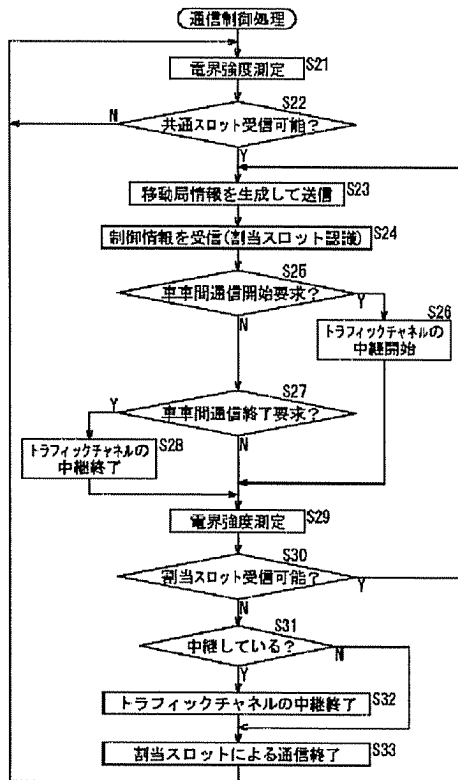 通信制御処理
電界強度測定
S21
S22
N
共通スロット受信可能?
Y
移動局情報を生成して送信
S23
制御情報を受信(割当スロット認識)
S24
S25
車車間通信開始要求?
Y
N
S26
トラフィックチャネルの
中継開始
S27
Y
車車間通信終了要求?
N
トラフィックチャネルの
中継終了
S28
電界強度測定
S29
S30
割当スロット受信可能?
Y
N
S31
中継している?
N
Y
トラフィックチャネルの中継終了
S32
割当スロットによる通信終了
S33